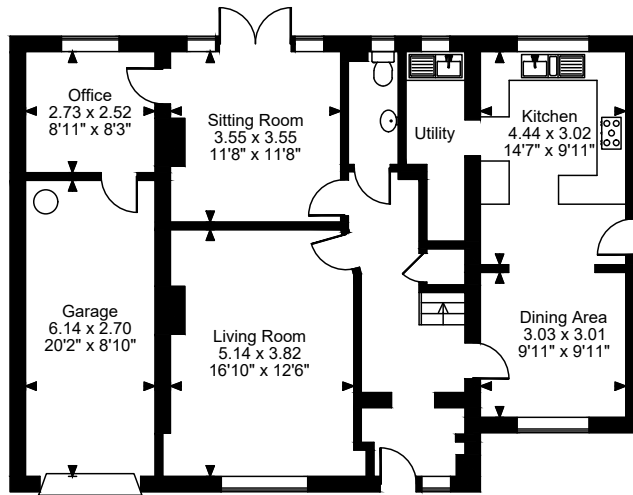 Office
2.73 x 2.52
8'11" x 8'3"
Sitting Room
3.55 x 3.55
11'8" x 11'8"
Utility
Kitchen
4.44 x 3.02
14'7" x 9'11"
Garage
6.14 x 2.70
20'2" x 8'10"
Living Room
5.14 x 3.82
16'10" x 12'6"
Dining Area
3.03 x 3.01
9'11" x 9'11"